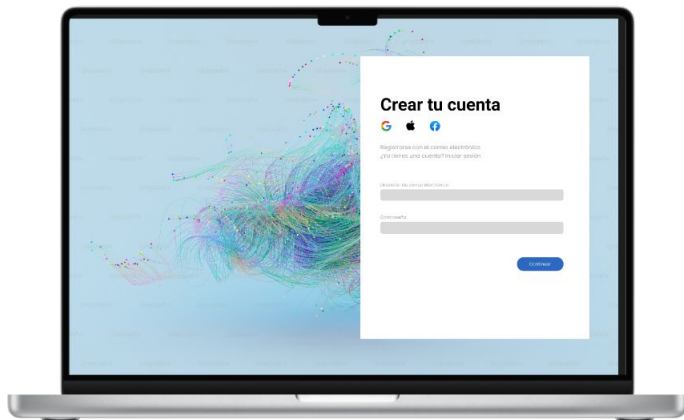 Crear tu cuenta
Registrarse con el correo electrónico
¿Ya tienes una cuenta? Iniciar sesión
Dirección de correo electrónico
Contraseña
Continuar